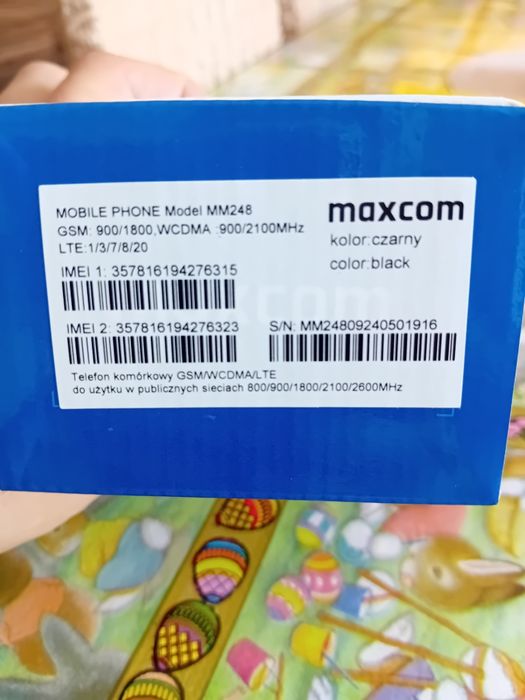 MOBILE PHONE Model MM248
GSM: 900/1800,WCDMA :900/2100MHz
LTE:1/3/7/8/20
maxcom
kolor:czarny
color:black
IMEI 1: 357816194276315
IMEI 2: 357816194276323
S/N: MM24809240501916
Telefon komórkowy GSM/WCDMA/LTE
do użytku w publicznych sieciach 800/900/1800/2100/2600MHz